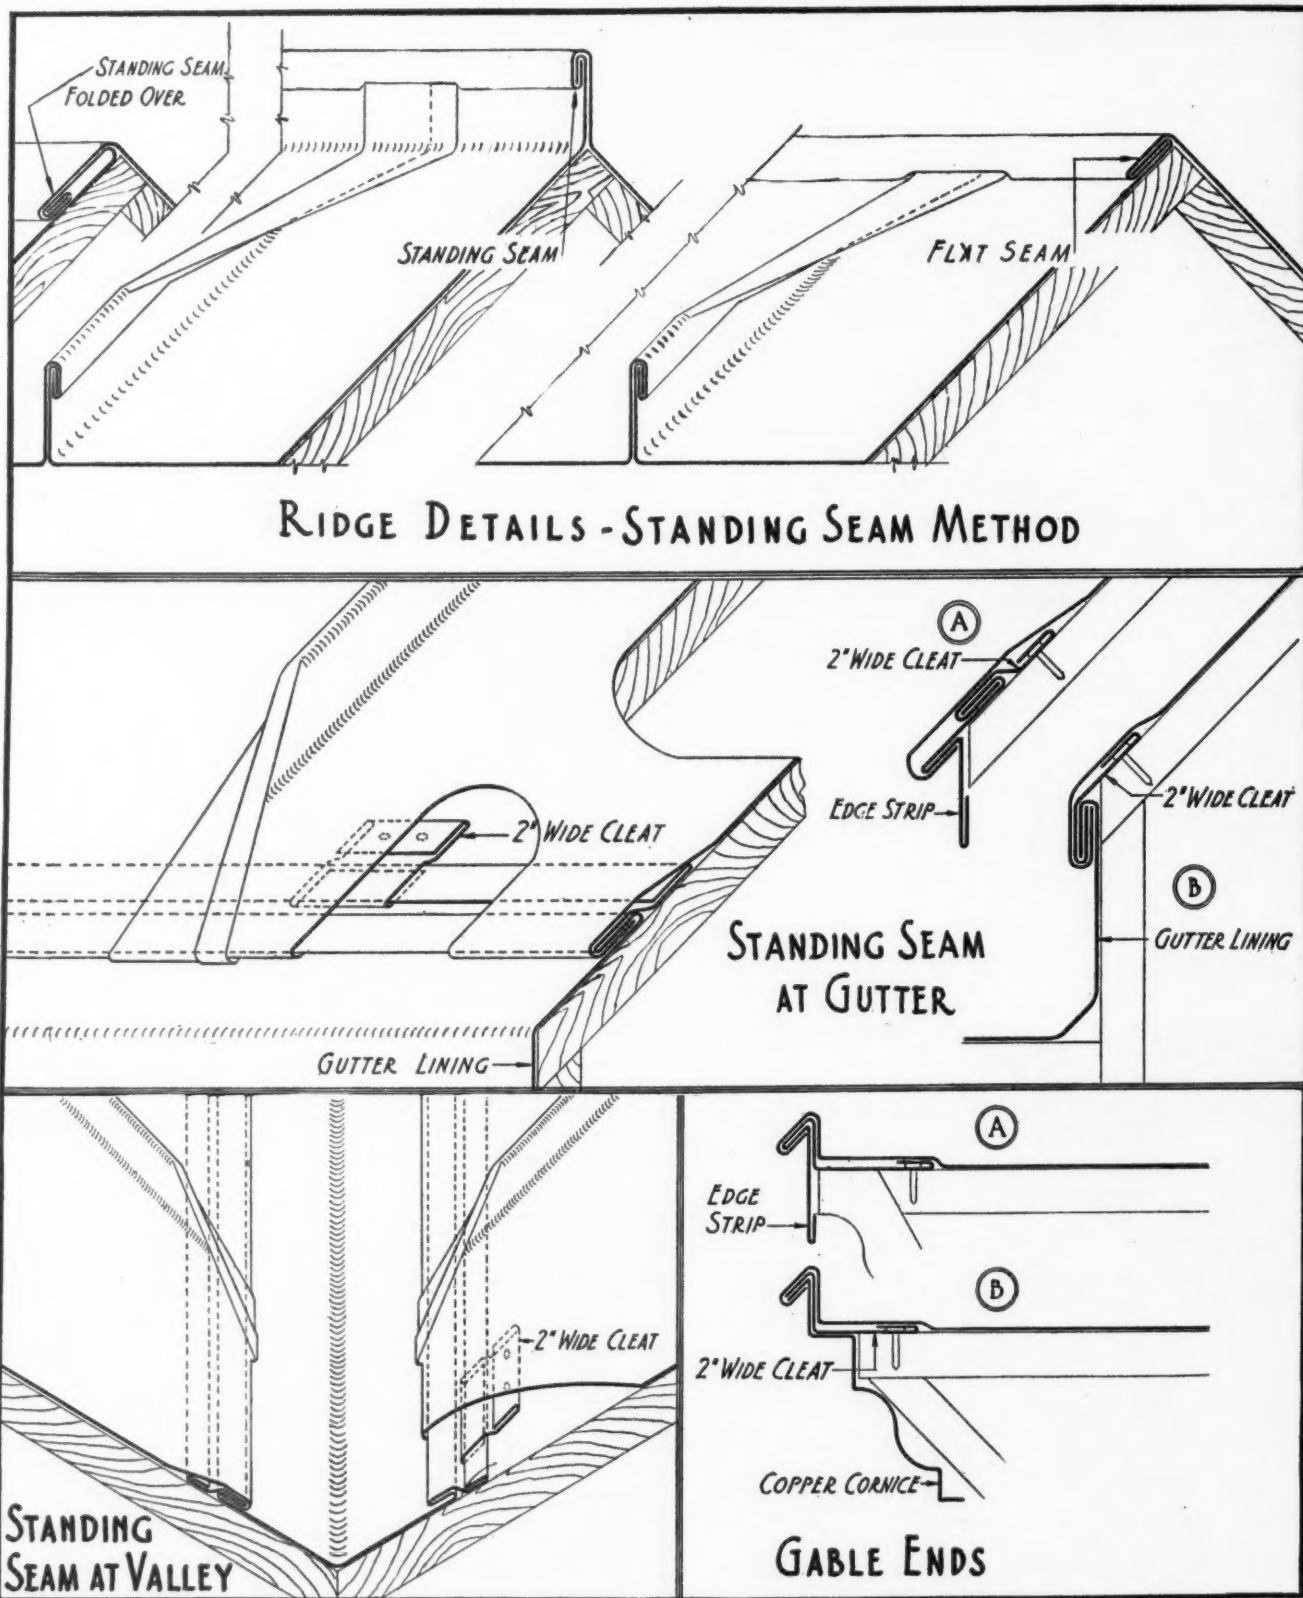 STANDING SEAM
FOLDED OVER
STANDING SEAM
FLAT SEAM
RIDGE DETAILS - STANDING SEAM METHOD
A
2" WIDE CLEAT
EDGE STRIP
2" WIDE CLEAT
2" WIDE CLEAT
B
STANDING SEAM
AT GUTTER
GUTTER LINING
GUTTER LINING
2" WIDE CLEAT
STANDING
SEAM AT VALLEY
A
EDGE
STRIP
B
2" WIDE CLEAT
COPPER CORNICE
GABLE ENDS